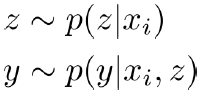 z ∼ p(z|x_i)
y ∼ p(y|x_i, z)